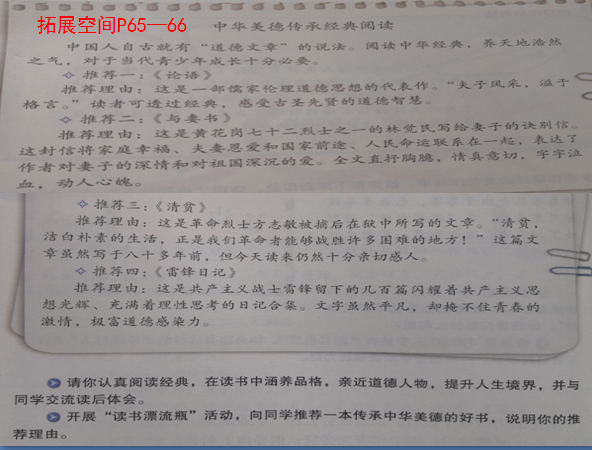 拓展空间P65—66
中华美德传承经典阅读
中国人自古就有“道德文章”的说法。阅读中华经典，养天地浩然
之气，对于当代青少年成长十分必要。
推荐一：《论语》
推荐理由：这是一部儒家伦理道德思想的代表作。“夫子风采，溢于
格言。”读者可透过经典，感受古圣先贤的道德智慧。
推荐二：《与妻书》
推荐理由：这是黄花岗七十二烈士之一的林觉民写给妻子的诀别信。
这封信将家庭幸福、夫妻恩爱和国家前途、人民命运联系在一起，表达了
作者对妻子的深情和对祖国深沉的爱。全文直抒胸臆，情真意切，字字泣
血，动人心魄。
推荐三：《清贫》
推荐理由：这是革命烈士方志敏被捕后在狱中所写的文章。“清贫，
洁白朴素的生活，正是我们革命者能够战胜许多困难的地方！”这篇文
章虽然写于八十多年前，但今天读来仍然十分亲切感人。
推荐四：《雷锋日记》
推荐理由：这是共产主义战士雷锋留下的几百篇闪耀着共产主义思
想光辉、充满着理性思考的日记合集。文字虽然平凡，却掩不住青春的
激情，极富道德感染力。
请你认真阅读经典，在读书中涵养品格，亲近道德人物，提升人生境界，并与
同学交流读后体会。
开展“读书漂流瓶”活动，向同学推荐一本传承中华美德的好书，说明你的推
荐理由。